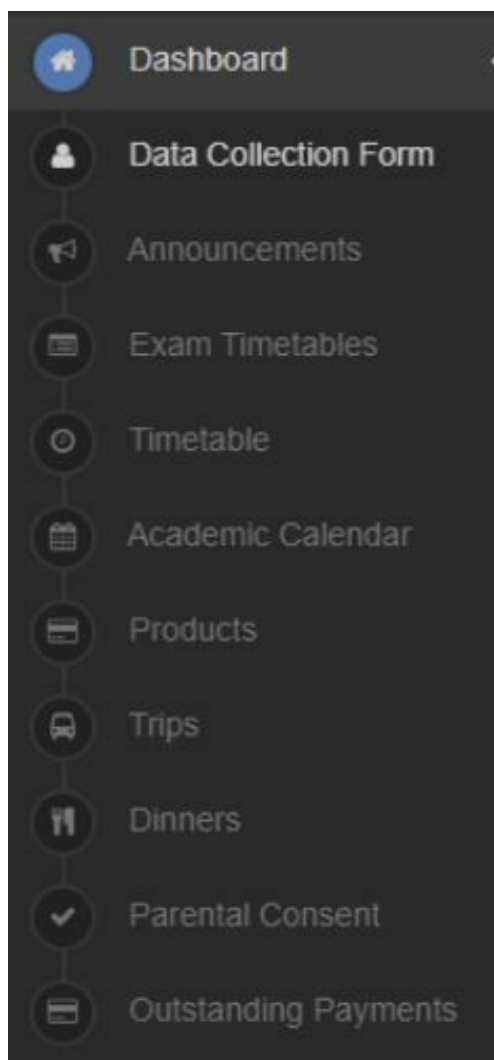 Dashboard
Data Collection Form
Announcements
Exam Timetables
Timetable
Academic Calendar
Products
Trips
Dinners
Parental Consent
Outstanding Payments